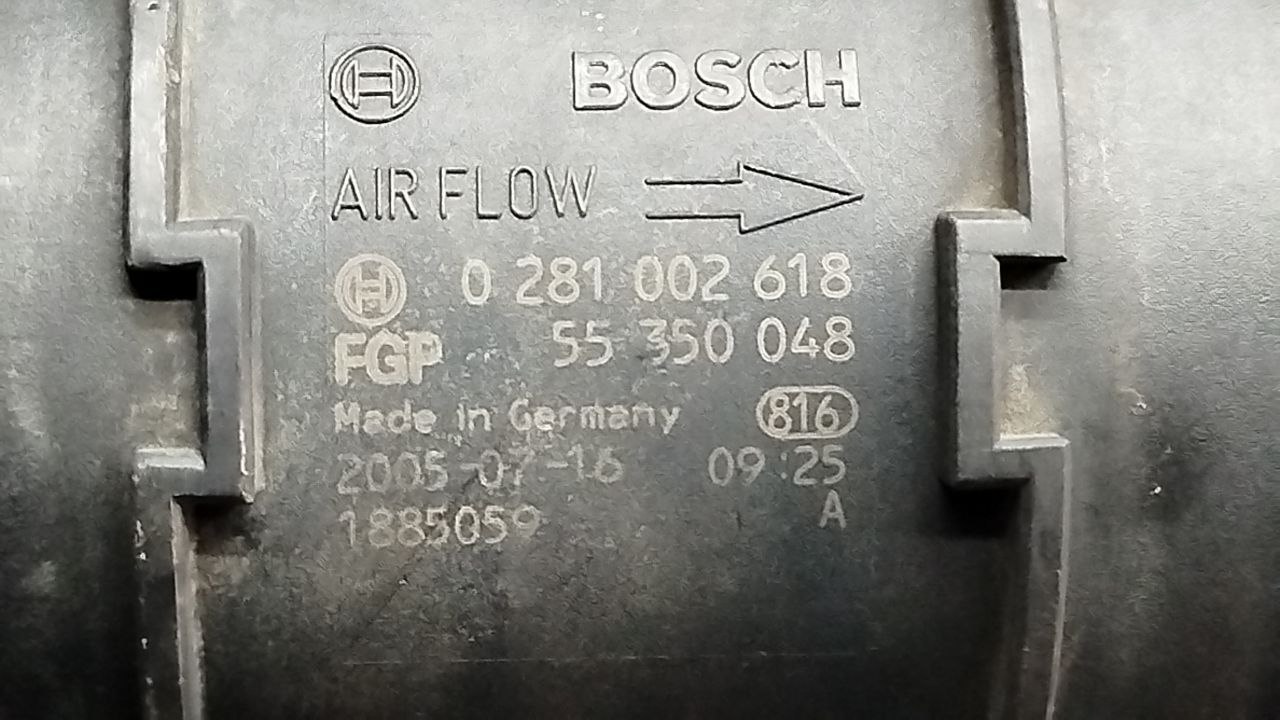 BOSCH
AIR FLOW
0 281 002 618
FGP 55 350 048
Made in Germany 816
2005-07-16 09:25
1885059 A